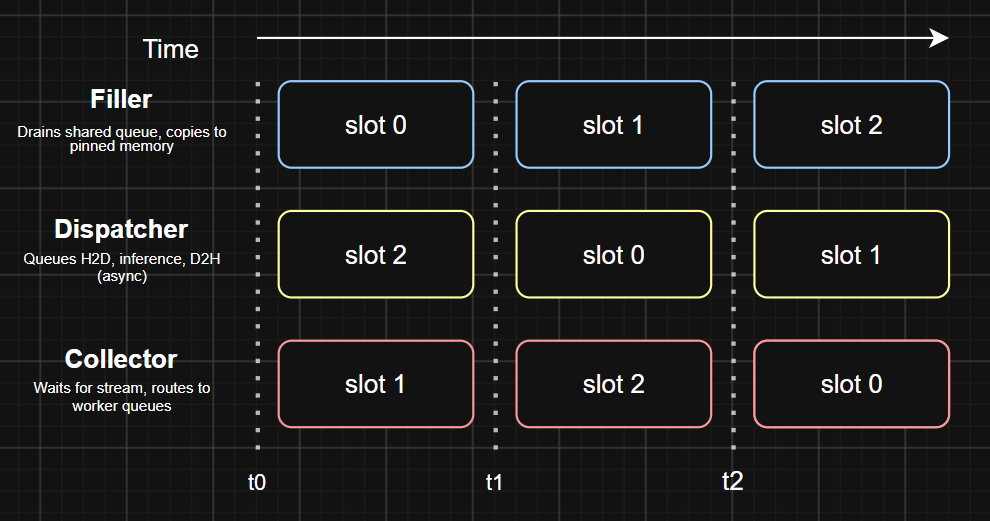 Time
Filler
Drains shared queue, copies to
pinned memory
slot 0
slot 1
slot 2
Dispatcher
Queues H2D, inference, D2H
(async)
slot 2
slot 0
slot 1
Collector
Waits for stream, routes to
worker queues
slot 1
slot 2
slot 0
t0
t1
t2